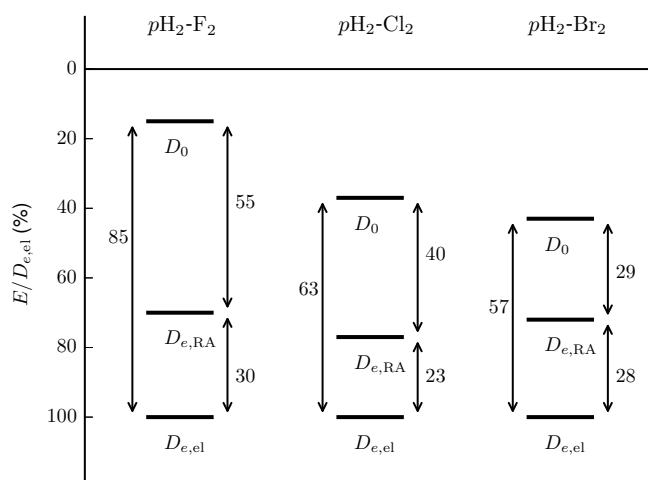 pH₂-F₂ pH₂-Cl₂ pH₂-Br₂
0
20
40
60
80
100
E/Dₑ,ₑₗ (%)
D₀
Dₑ,RA
Dₑ,ₑₗ
85
55
30
D₀
Dₑ,RA
Dₑ,ₑₗ
63
40
23
D₀
Dₑ,RA
Dₑ,ₑₗ
57
29
28